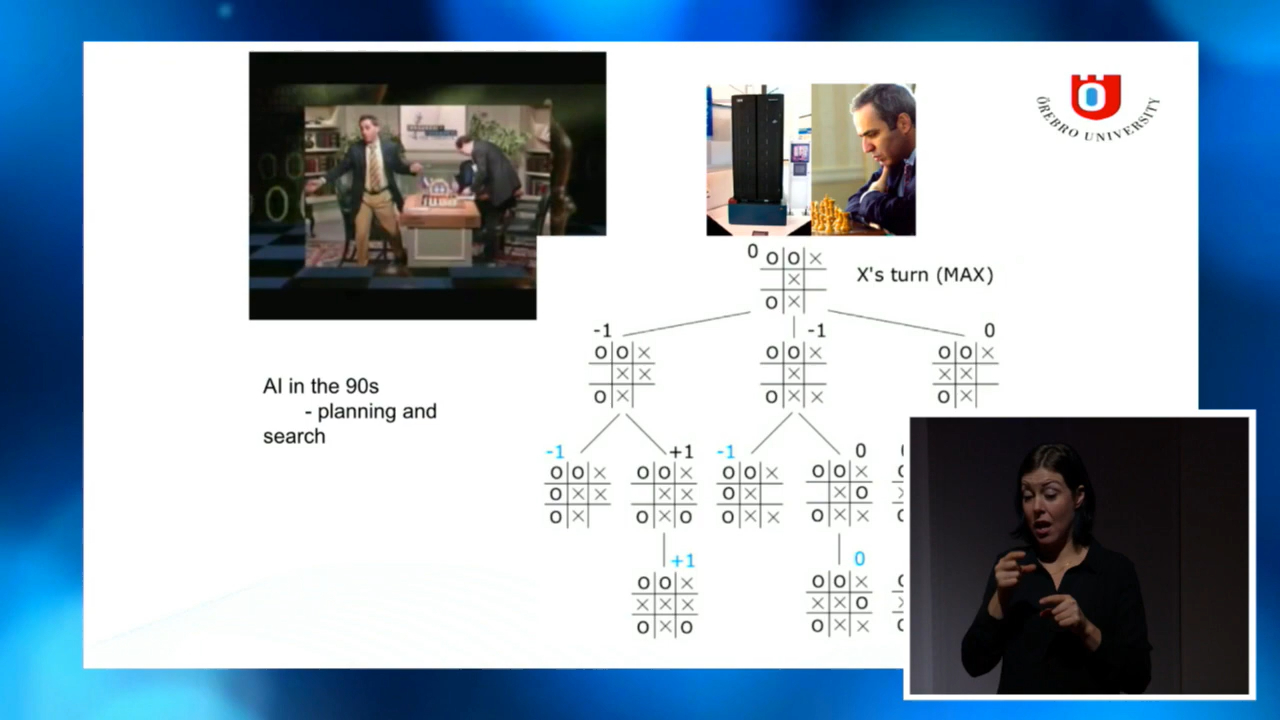 ÖREBRO UNIVERSITY
0
O O X
X
O X
X's turn (MAX)
-1 -1 0
O O X O O X O O X
X X X X X
O X O X X O X
AI in the 90s
- planning and
search
-1 +1 -1 0
O O X O O X O O X O O X
O X X X X O X X O
O X O X O O X X O X X
+1 0
O O X O O X
X X X X X O
O X O O X X